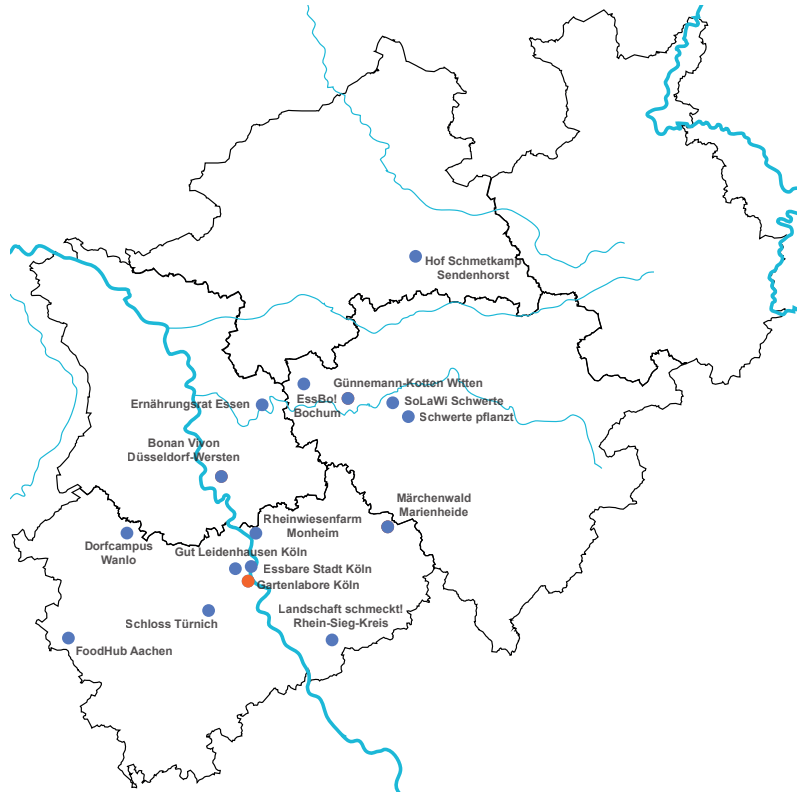 Hof Schmetkamp
Sendenhorst
Günnemann-Kotten Witten
EssBo!
Bochum
SoLaWi Schwerte
Ernährungsrat Essen
Schwerte pflanzt
Bonan Vivon
Düsseldorf-Wersten
Märchenwald
Marienheide
Rheinwiesenfarm
Monheim
Dorfcampus
Wanlo
Gut Leidenhausen Köln
Essbare Stadt Köln
Gartenlabore Köln
Landschaft schmeckt!
Rhein-Sieg-Kreis
Schloss Türnich
FoodHub Aachen